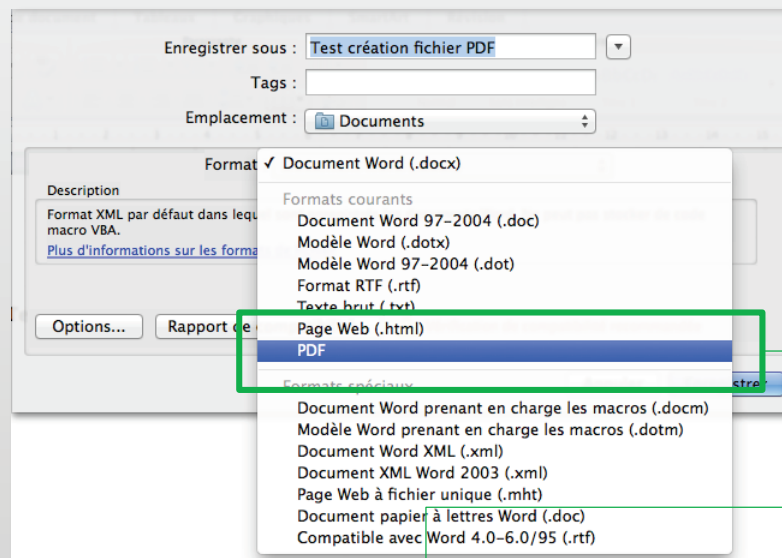 Enregistrer sous : Test création fichier PDF
Tags :
Emplacement : Documents
Format ✓ Document Word (.docx)
Description
Format XML par défaut dans
macro VBA.
Plus d'informations sur les
Formats courants
Document Word 97-2004 (.doc)
Modèle Word (.dotx)
Modèle Word 97-2004 (.dot)
Format RTF (.rtf)
Texte brut (.txt)
Page Web (.html)
PDF
Options... Rapport de
Formats spéciaux
Document Word prenant en charge les macros (.docm)
Modèle Word prenant en charge les macros (.dotm)
Document Word XML (.xml)
Document XML Word 2003 (.xml)
Page Web à fichier unique (.mht)
Document papier à lettres Word (.doc)
Compatible avec Word 4.0-6.0/95 (.rtf)